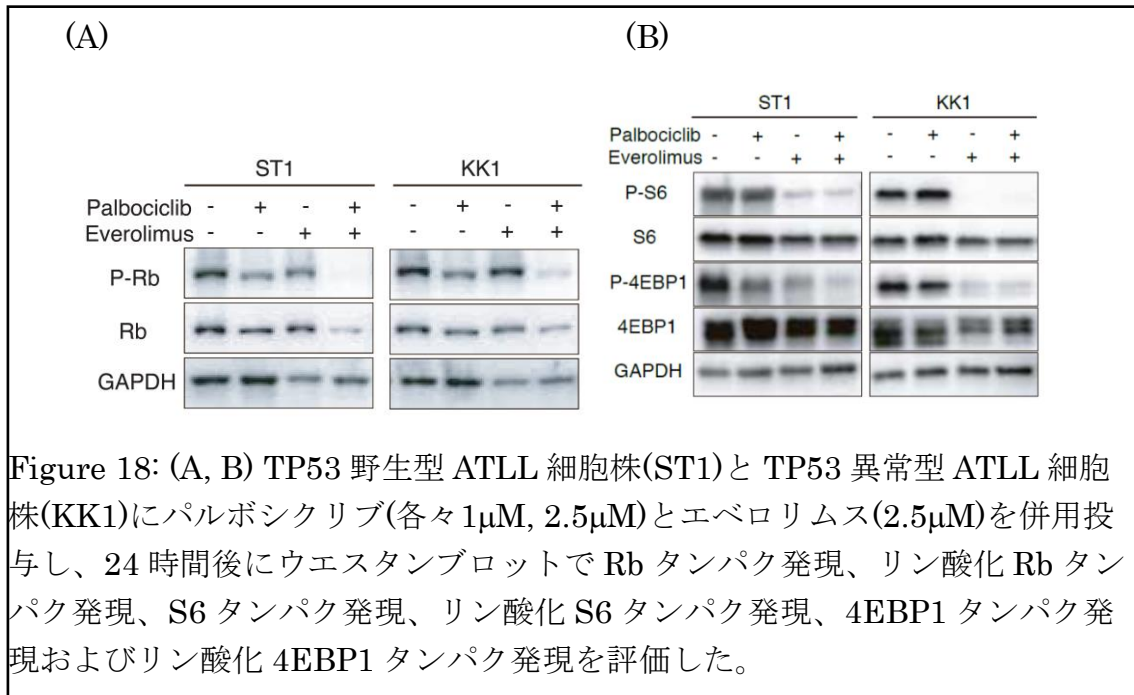 (A)
ST1 KK1
Palbociclib - + - + - + - +
Everolimus - - + + - - + +
P-Rb
Rb
GAPDH
(B)
ST1 KK1
Palbociclib - + - + - + - +
Everolimus - - + + - - + +
P-S6
S6
P-4EBP1
4EBP1
GAPDH
Figure 18: (A, B) TP53 野生型 ATLL 細胞株(ST1)と TP53 異常型 ATLL 細胞
株(KK1)にパルボシクリブ(各々1μM, 2.5μM)とエベロリムス(2.5μM)を併用投
与し、24 時間後にウエスタンブロットで Rb タンパク発現、リン酸化 Rb タン
パク発現、S6 タンパク発現、リン酸化 S6 タンパク発現、4EBP1 タンパク発
現およびリン酸化 4EBP1 タンパク発現を評価した。